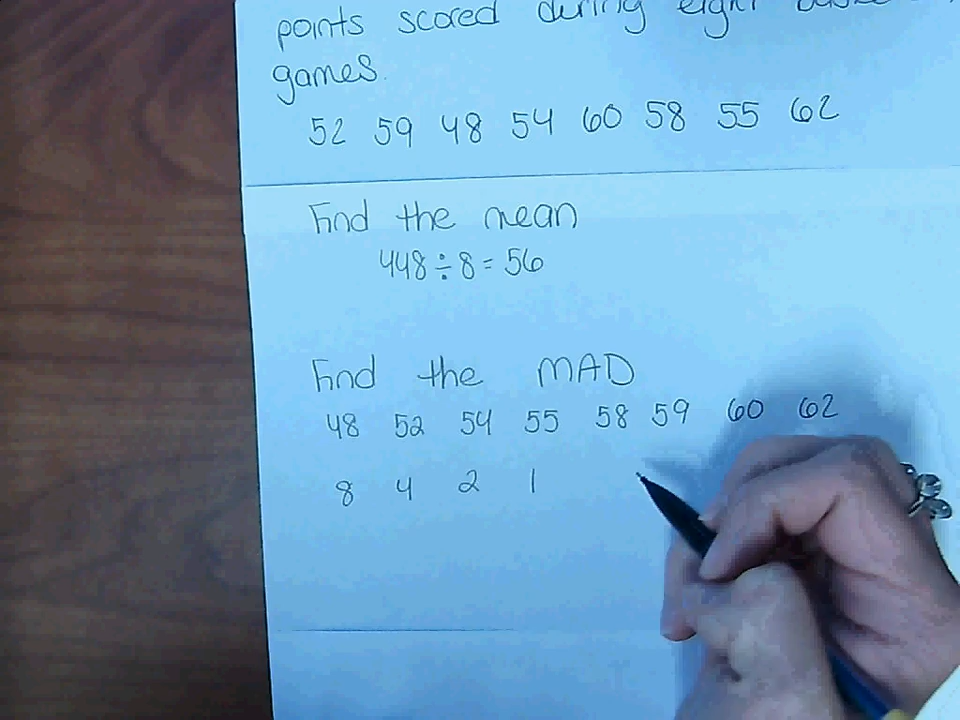 points scored during eight
games.
52 59 48 54 60 58 55 62
Find the mean
448 ÷ 8 = 56
Find the MAD
48 52 54 55 58 59 60 62
8 4 2 1